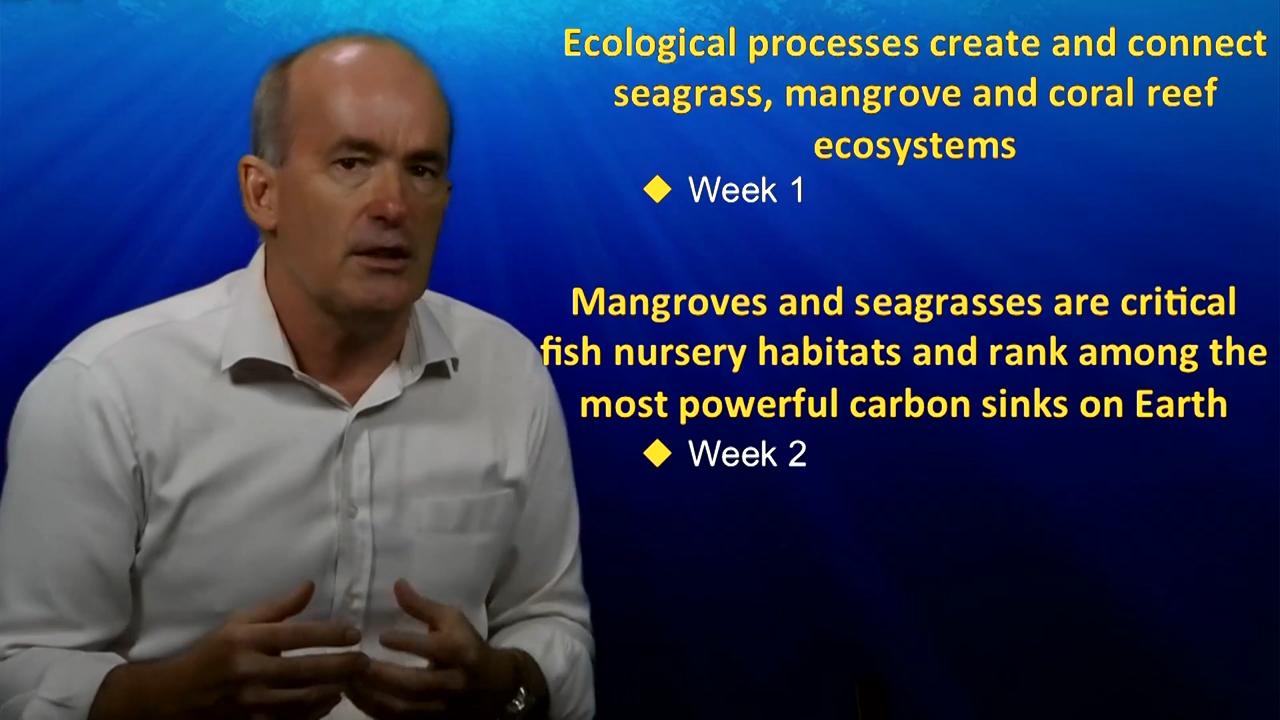 Ecological processes create and connect
seagrass, mangrove and coral reef
ecosystems
Week 1
Mangroves and seagrasses are critical
fish nursery habitats and rank among the
most powerful carbon sinks on Earth
Week 2